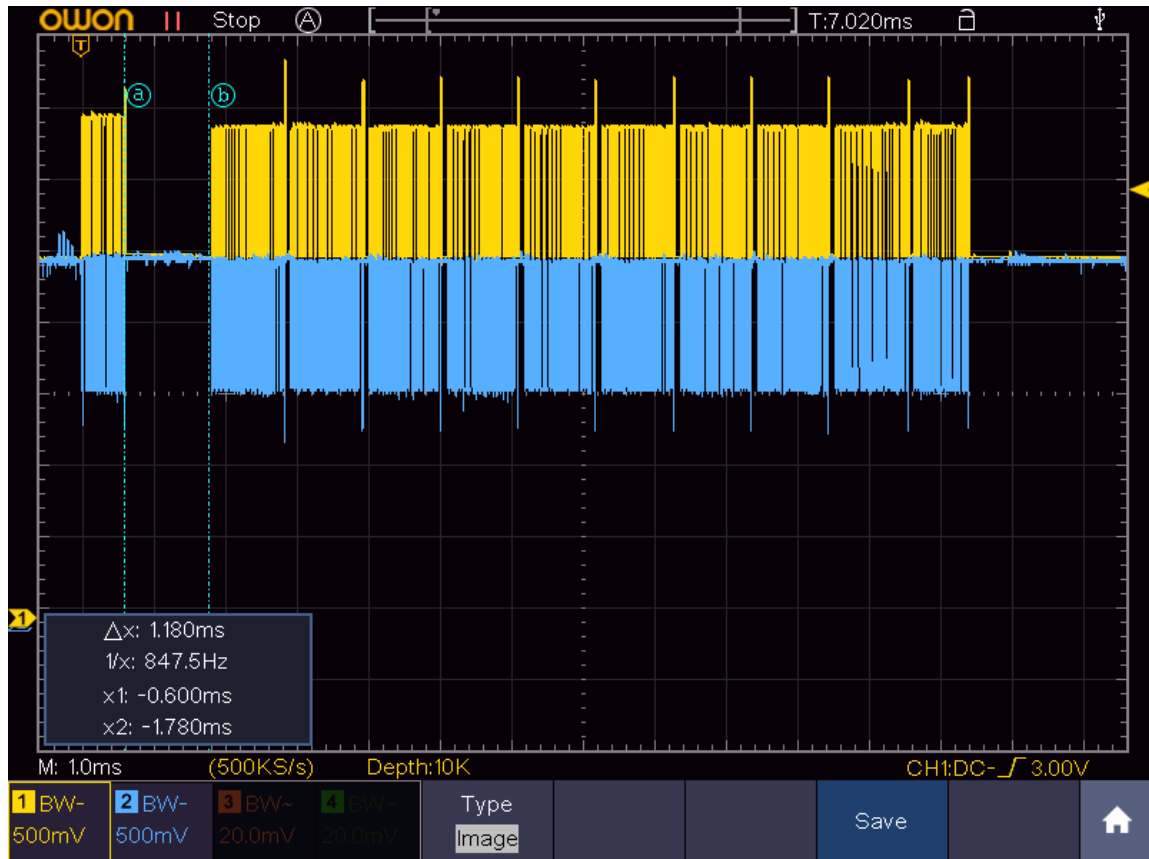 owon Stop A T:7.020ms
T
a b
1
△x: 1.180ms
1/x: 847.5Hz
x1: -0.600ms
x2: -1.780ms
M: 1.0ms (500KS/s) Depth:10K CH1:DC- 3.00V
1 BW- 2 BW- 3 BW~ 4 BW~ Type
500mV 500mV 20.0mV 20.0mV Image Save